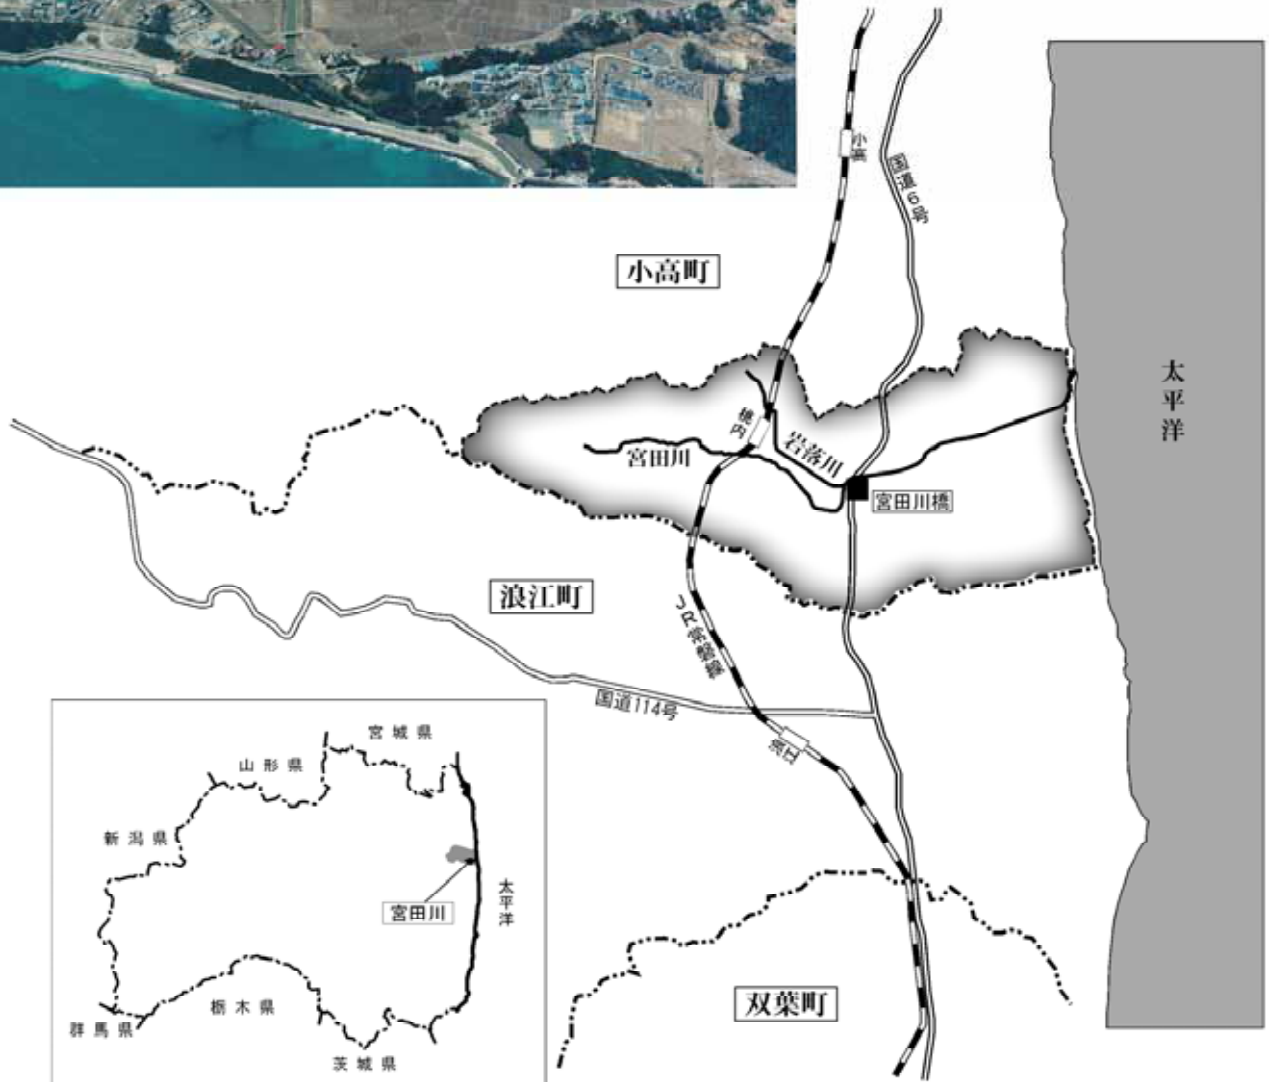 小高
国道6号
小高町
太平洋
桃内
岩落川
宮田川
宮田川橋
浪江町
JR常磐線
国道114号
浪江
宮城県
山形県
新潟県
太平洋
宮田川
栃木県
群馬県
茨城県
双葉町